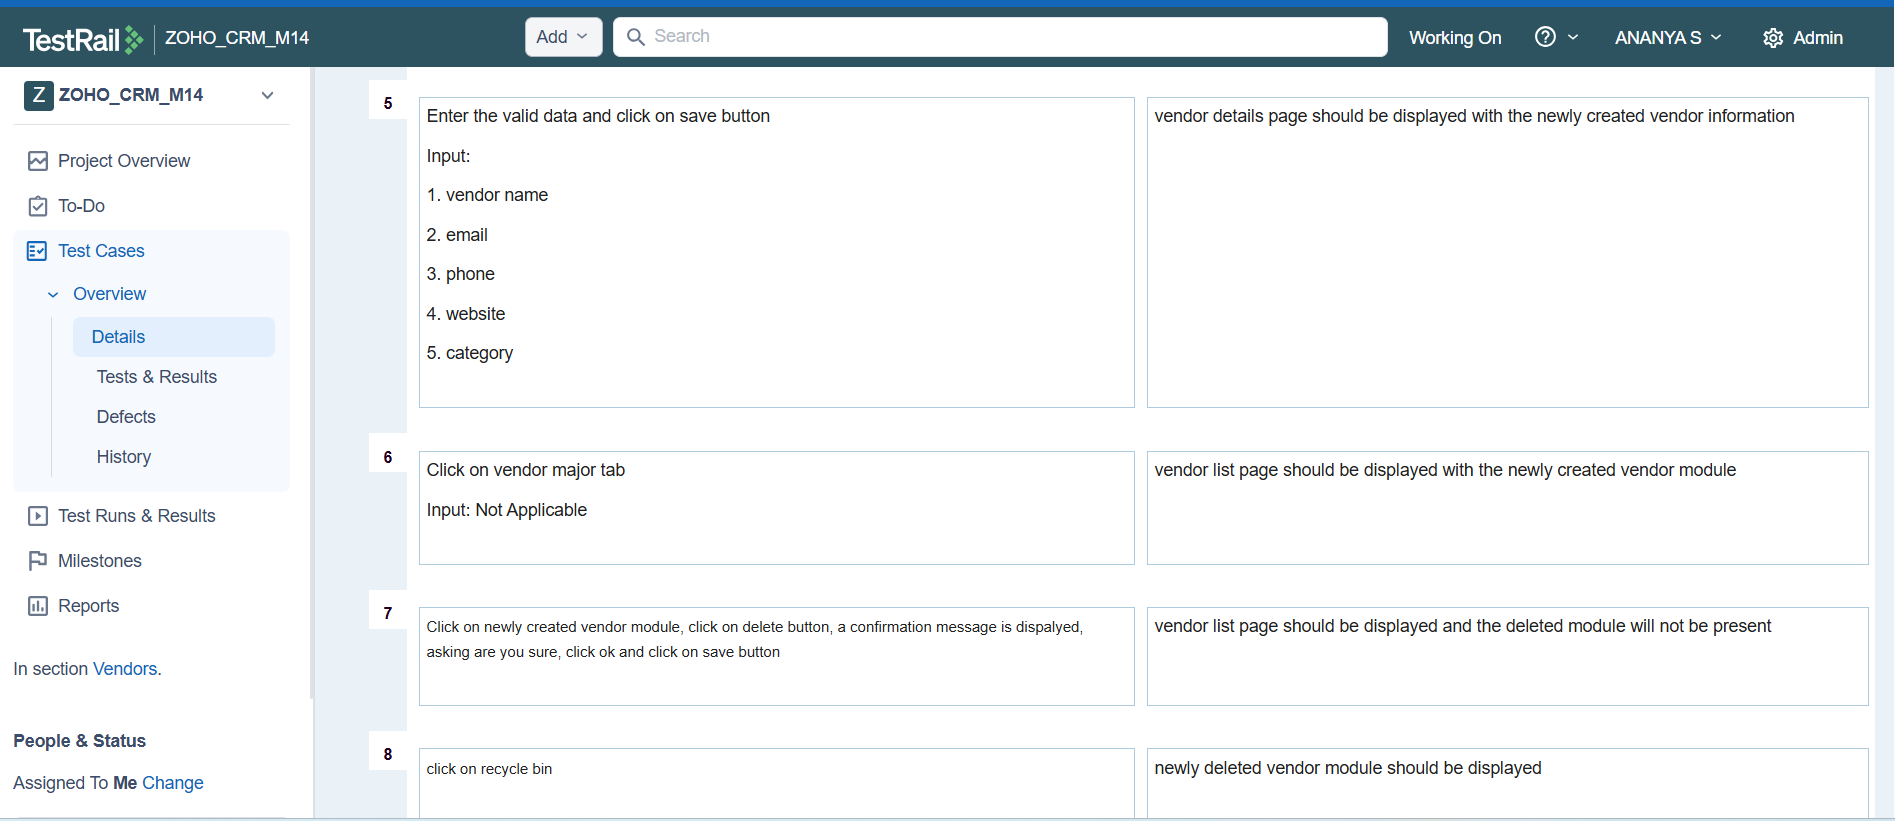 TestRail ZOHO_CRM_M14 Add Search Working On ANANYA S Admin
Z ZOHO_CRM_M14
Project Overview
To-Do
Test Cases
Overview
Details
Tests & Results
Defects
History
Test Runs & Results
Milestones
Reports
In section Vendors.
People & Status
Assigned To Me Change
5
Enter the valid data and click on save button
Input:
1. vendor name
2. email
3. phone
4. website
5. category
vendor details page should be displayed with the newly created vendor information
6
Click on vendor major tab
Input: Not Applicable
vendor list page should be displayed with the newly created vendor module
7
Click on newly created vendor module, click on delete button, a confirmation message is dispalyed,
asking are you sure, click ok and click on save button
vendor list page should be displayed and the deleted module will not be present
8
click on recycle bin
newly deleted vendor module should be displayed